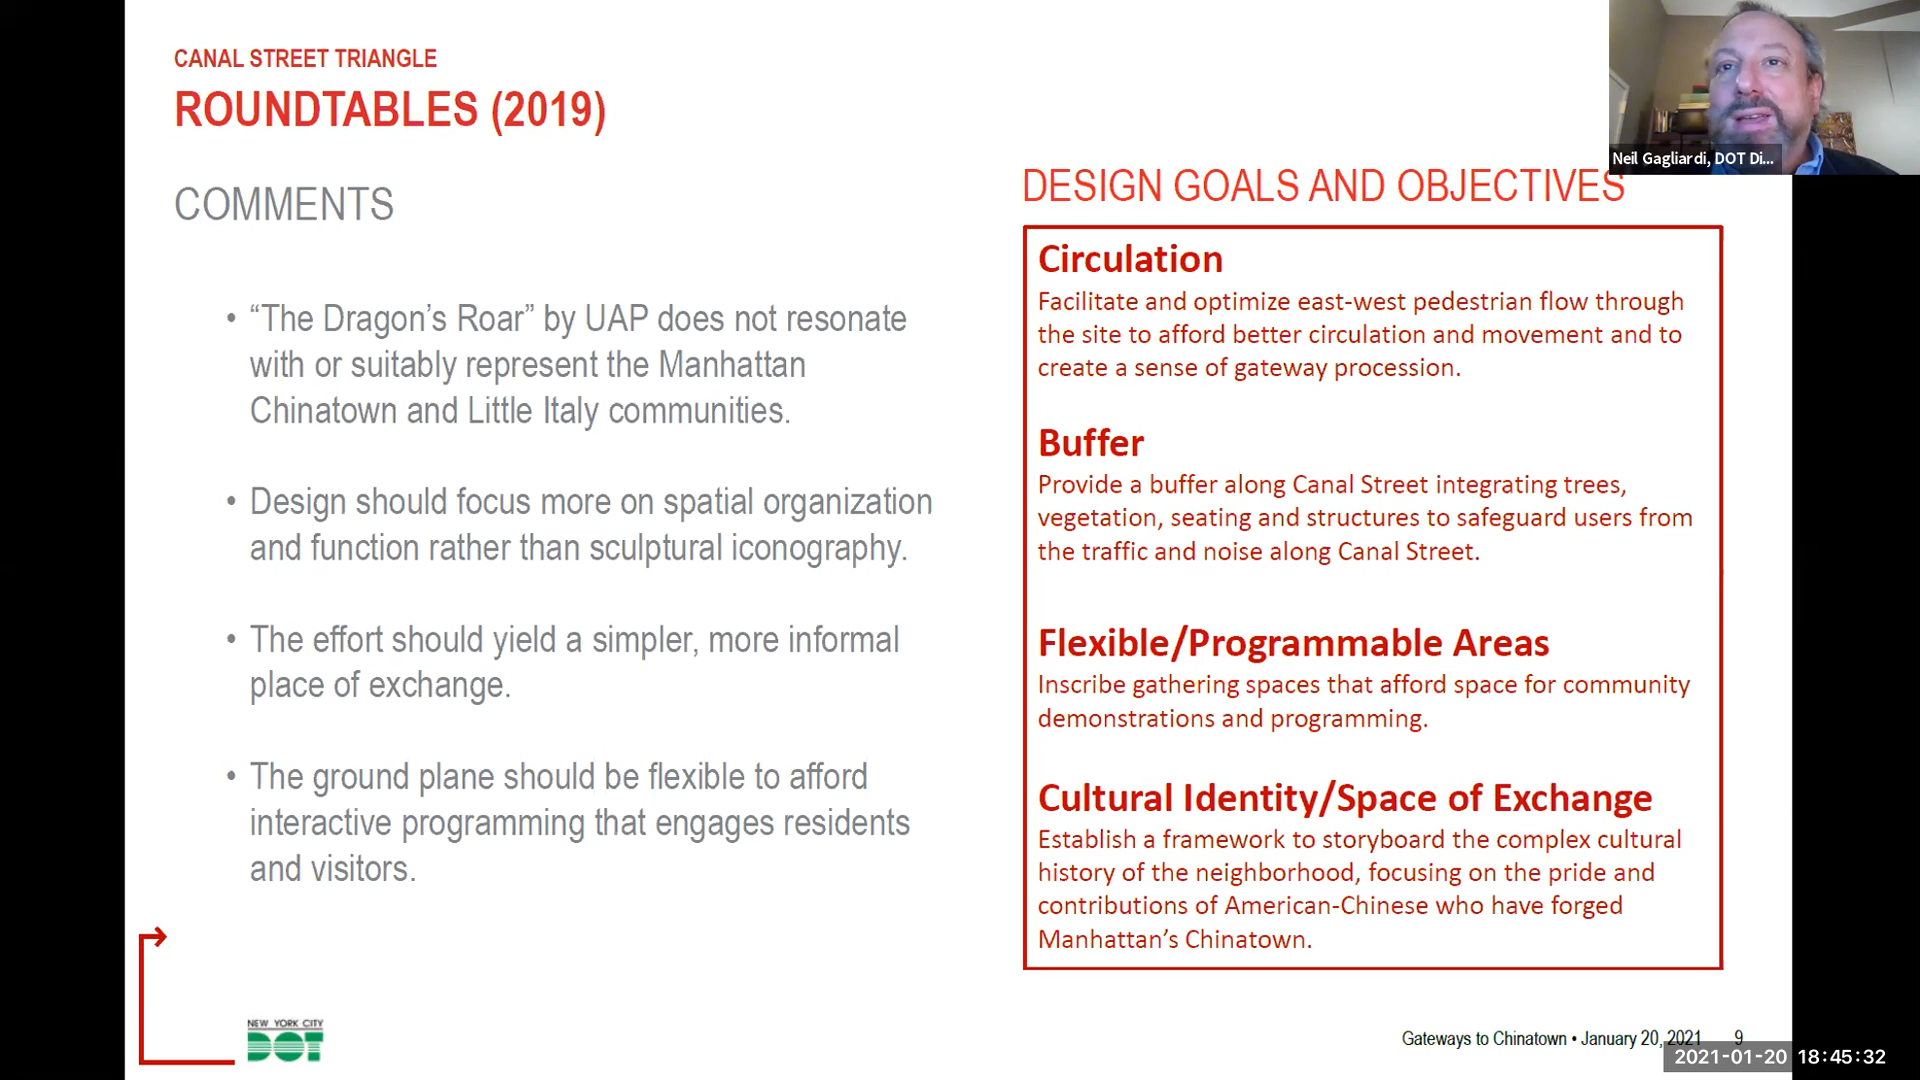 CANAL STREET TRIANGLE
ROUNDTABLES (2019)
COMMENTS
• “The Dragon’s Roar” by UAP does not resonate
with or suitably represent the Manhattan
Chinatown and Little Italy communities.
• Design should focus more on spatial organization
and function rather than sculptural iconography.
• The effort should yield a simpler, more informal
place of exchange.
• The ground plane should be flexible to afford
interactive programming that engages residents
and visitors.
DESIGN GOALS AND OBJECTIVES
Circulation
Facilitate and optimize east-west pedestrian flow through
the site to afford better circulation and movement and to
create a sense of gateway procession.
Buffer
Provide a buffer along Canal Street integrating trees,
vegetation, seating and structures to safeguard users from
the traffic and noise along Canal Street.
Flexible/Programmable Areas
Inscribe gathering spaces that afford space for community
demonstrations and programming.
Cultural Identity/Space of Exchange
Establish a framework to storyboard the complex cultural
history of the neighborhood, focusing on the pride and
contributions of American-Chinese who have forged
Manhattan’s Chinatown.
Neil Gagliardi, DOT Di...
NEW YORK CITY
DOT
Gateways to Chinatown • January 20, 2021 9
2021-01-20 18:45:32